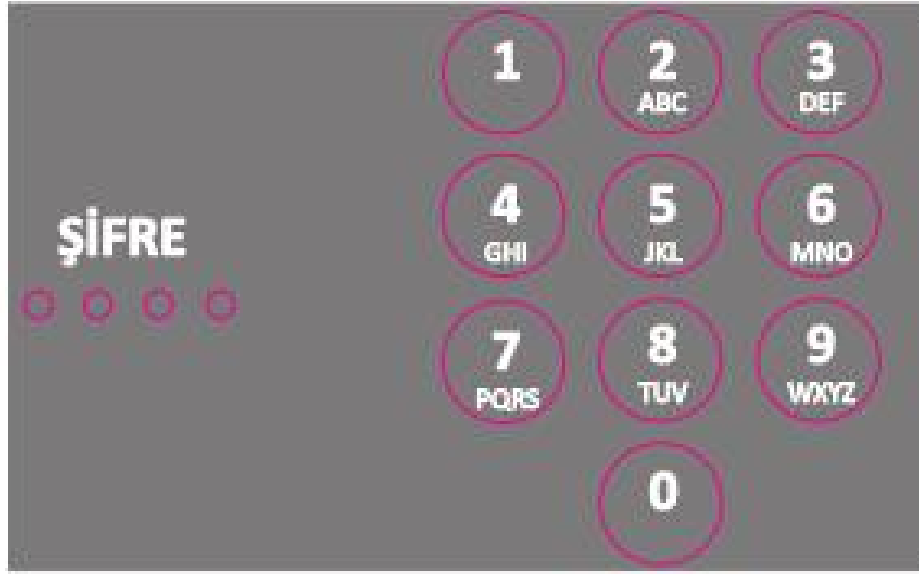 ŞİFRE
1 2 3
ABC DEF
4 5 6
GHI JKL MNO
7 8 9
PQRS TUV WXYZ
0